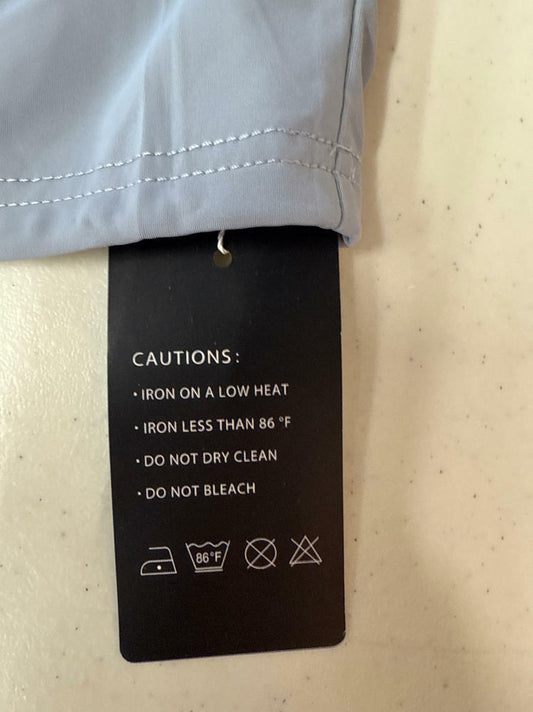 CAUTIONS:
• IRON ON A LOW HEAT
• IRON LESS THAN 86 °F
• DO NOT DRY CLEAN
• DO NOT BLEACH
86°F